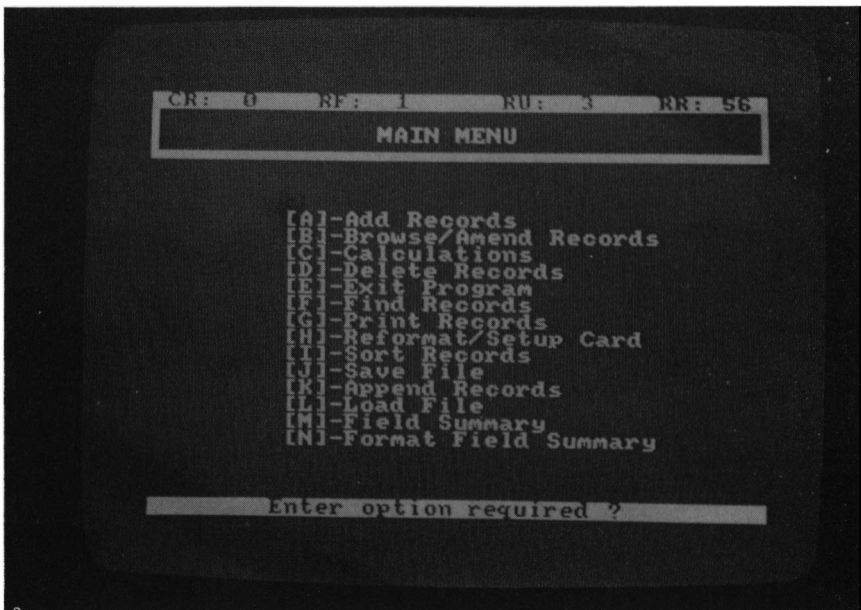 CR: 0 RF: 1 RU: 3 RR: 56
MAIN MENU
[A]-Add Records
[B]-Browse/Amend Records
[C]-Calculations
[D]-Delete Records
[E]-Exit Program
[F]-Find Records
[G]-Print Records
[H]-Reformat/Setup Card
[I]-Sort Records
[J]-Save File
[K]-Append Records
[L]-Load File
[M]-Field Summary
[N]-Format Field Summary
Enter option required ?